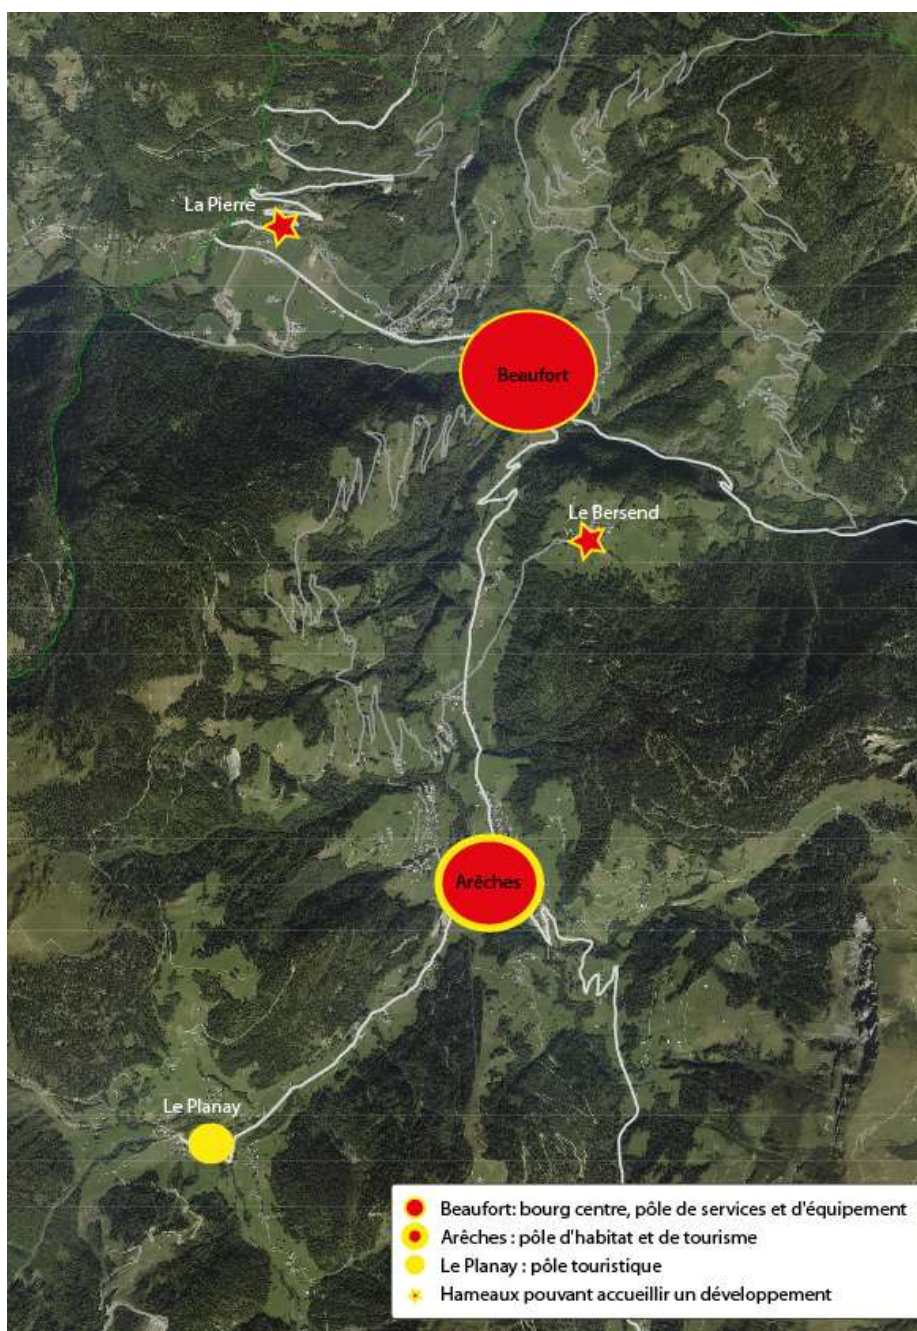 La Pierre
Beaufort
Le Bersend
Arêches
Le Planay
Beaufort: bourg centre, pôle de services et d'équipement
Arêches : pôle d'habitat et de tourisme
Le Planay : pôle touristique
Hameaux pouvant accueillir un développement